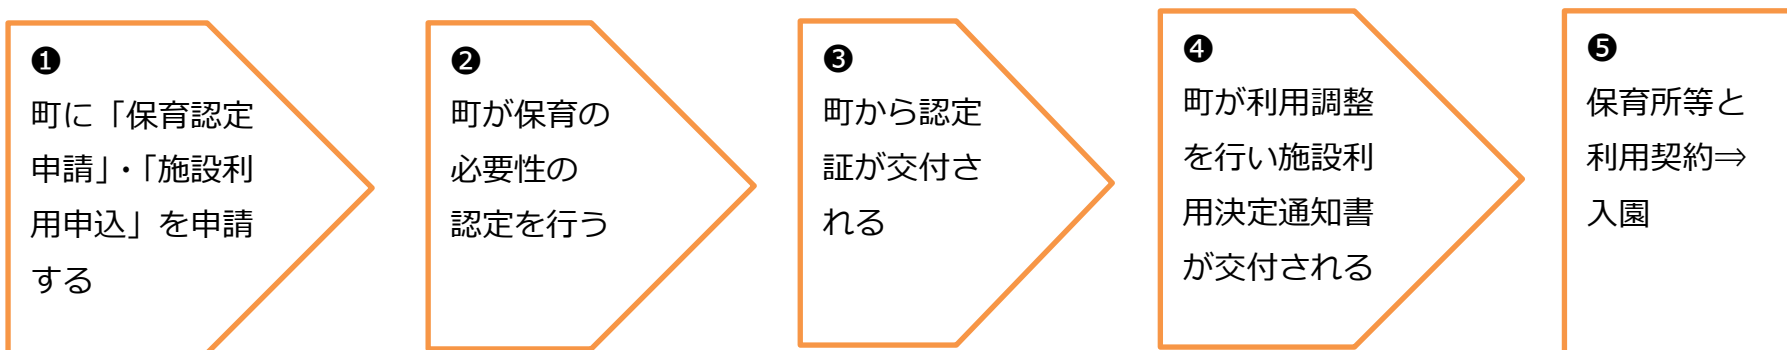 ❶
町に「保育認定
申請」・「施設利
用申込」を申請
する
❷
町が保育の
必要性の
認定を行う
❸
町から認定
証が交付さ
れる
❹
町が利用調整
を行い施設利
用決定通知書
が交付される
❺
保育所等と
利用契約⇒
入園